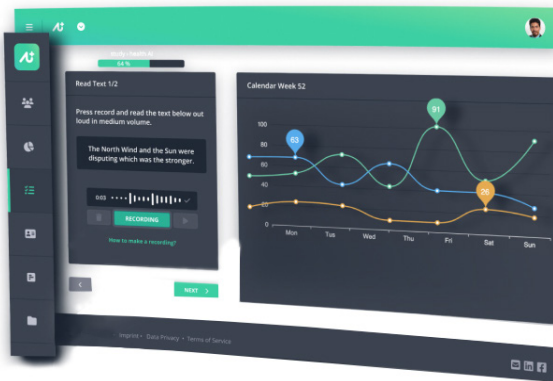 study - health AI
64 %
Read Text 1/2
Press record and read the text below out
loud in medium volume.
The North Wind and the Sun were
disputing which was the stronger.
0:03
RECORDING
How to make a recording?
NEXT
Calendar Week 52
100
80
60
40
20
0
63
91
26
Mon
Tus
Wed
Thu
Fri
Sat
Sun
Imprint • Data Privacy • Terms of Service